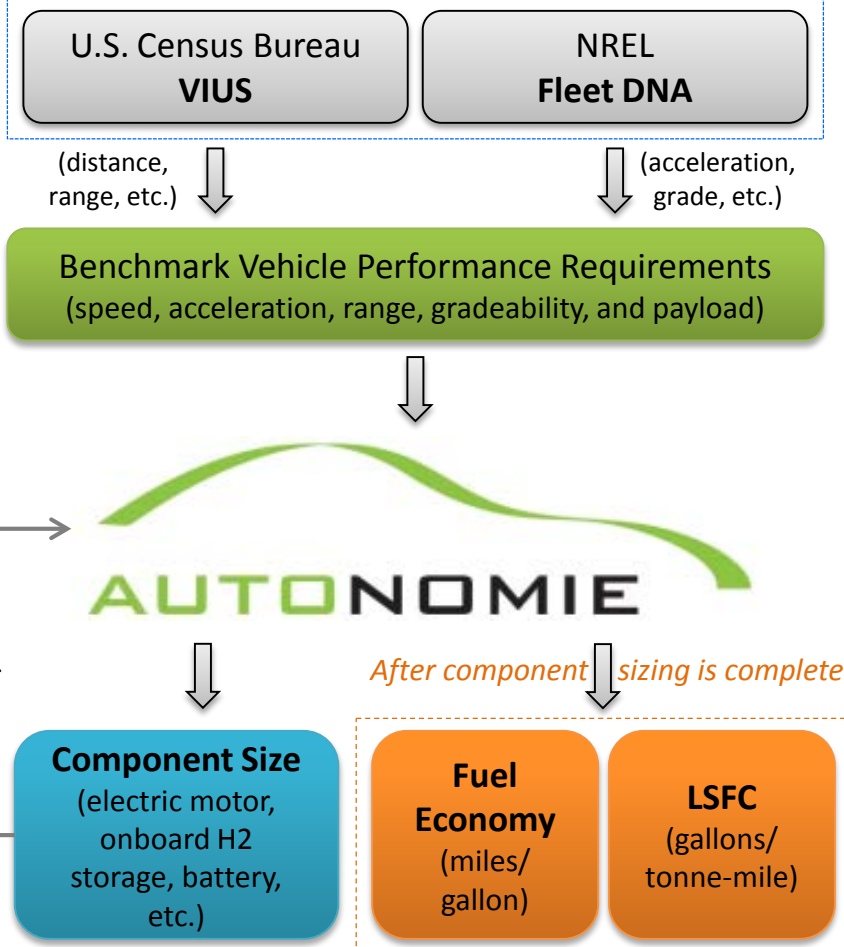 U.S. Census Bureau
VIUS
NREL
Fleet DNA
(distance,
range, etc.)
(acceleration,
grade, etc.)
Benchmark Vehicle Performance Requirements
(speed, acceleration, range, gradeability, and payload)
AUTONOMIE
After component sizing is complete
Component Size
(electric motor,
onboard H2
storage, battery,
etc.)
Fuel
Economy
(miles/
gallon)
LSFC
(gallons/
tonne-mile)